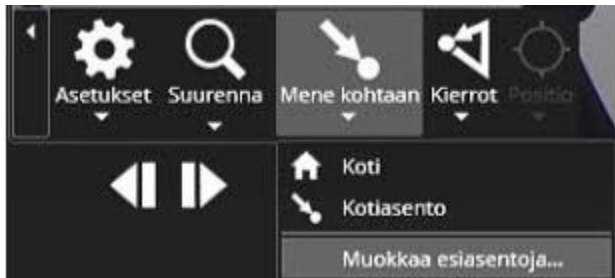 Asetukset Suurenna Mene kohtaan Kierrot Positio
Koti
Kotiasento
Muokkaa esiasentoja...